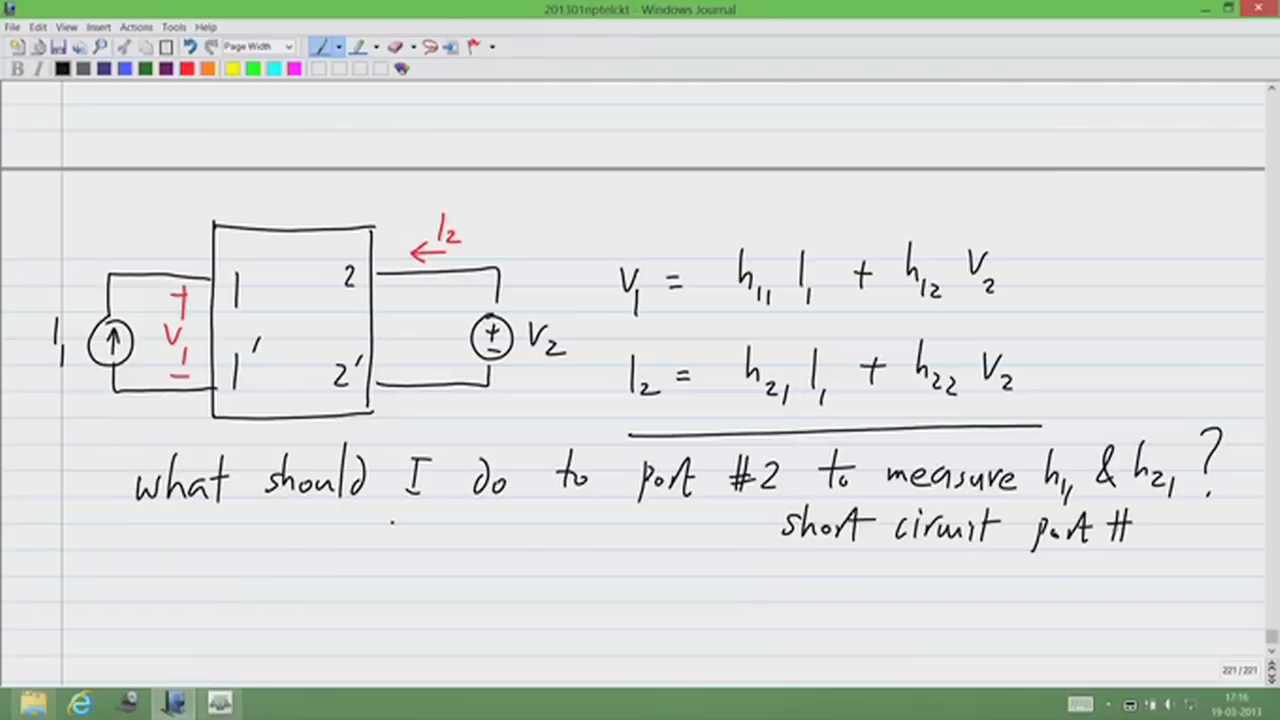 201301nptelckt - Windows Journal
File Edit View Insert Actions Tools Help
Page Width
B I
I2
1 2
I1 + V1 - + - V2
1' 2'
V1 = h11 I1 + h12 V2
I2 = h21 I1 + h22 V2
what should I do to port #2 to measure h11 & h21 ?
short circuit port #
221 / 221
17:16
19-03-2013